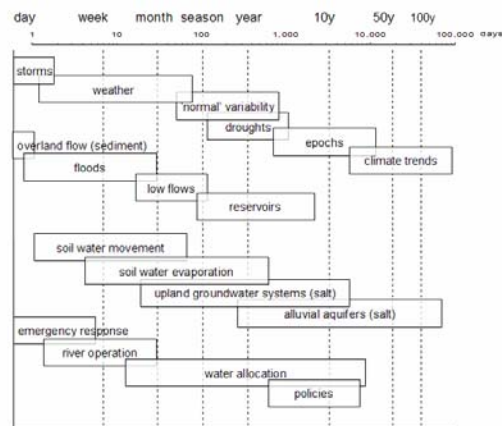 day week month season year 10y 50y 100y
1 10 100 1,000 10,000 100,000 days
storms
weather
'normal' variability
droughts
epochs
climate trends
overland flow (sediment)
floods
low flows
reservoirs
soil water movement
soil water evaporation
upland groundwater systems (salt)
alluvial aquifers (salt)
emergency response
river operation
water allocation
policies